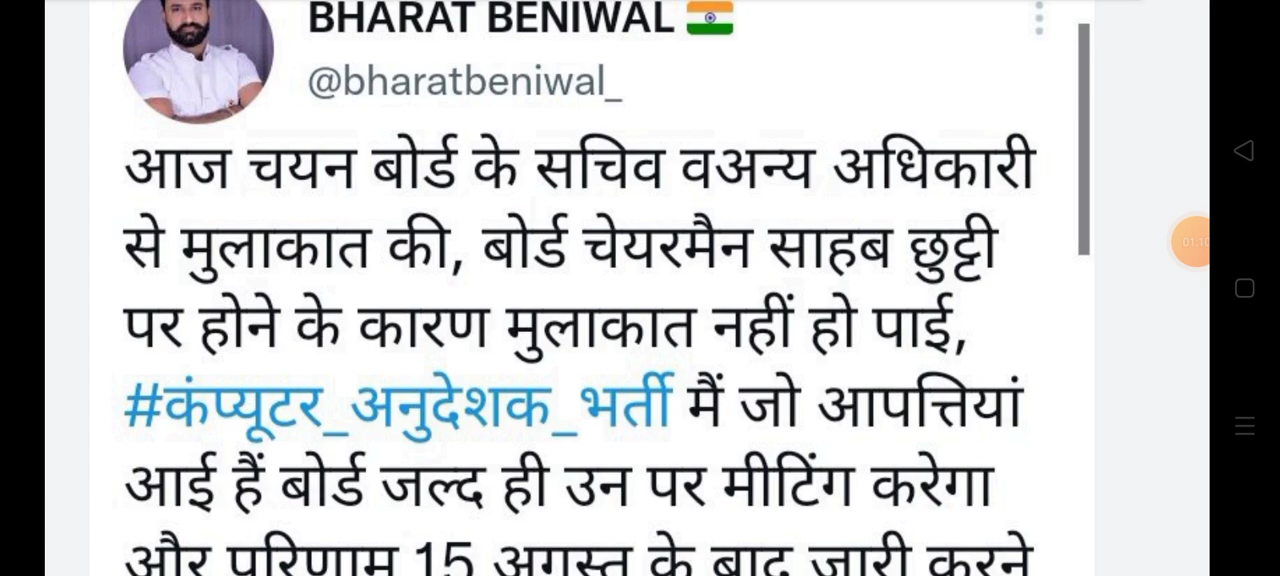 BHARAT BENIWAL 🇮🇳
@bharatbeniwal_
आज चयन बोर्ड के सचिव वअन्य अधिकारी
से मुलाकात की, बोर्ड चेयरमैन साहब छुट्टी
पर होने के कारण मुलाकात नहीं हो पाई,
#कंप्यूटर_अनुदेशक_भर्ती मैं जो आपत्तियां
आई हैं बोर्ड जल्द ही उन पर मीटिंग करेगा
और परिणाम 15 अगस्त के बाद जारी करने